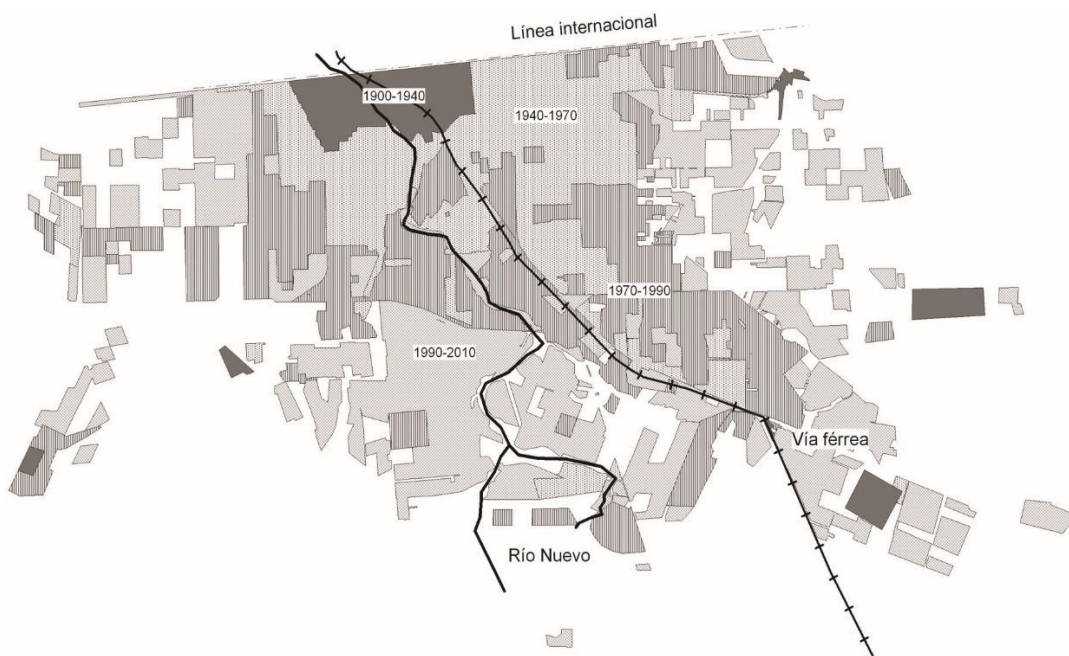 Línea internacional
1900-1940
1940-1970
1970-1990
1990-2010
Vía férrea
Río Nuevo